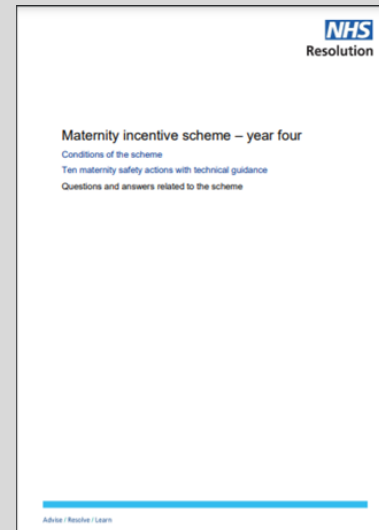 NHS
Resolution
Maternity incentive scheme – year four
Conditions of the scheme
Ten maternity safety actions with technical guidance
Questions and answers related to the scheme
Advise / Resolve / Learn